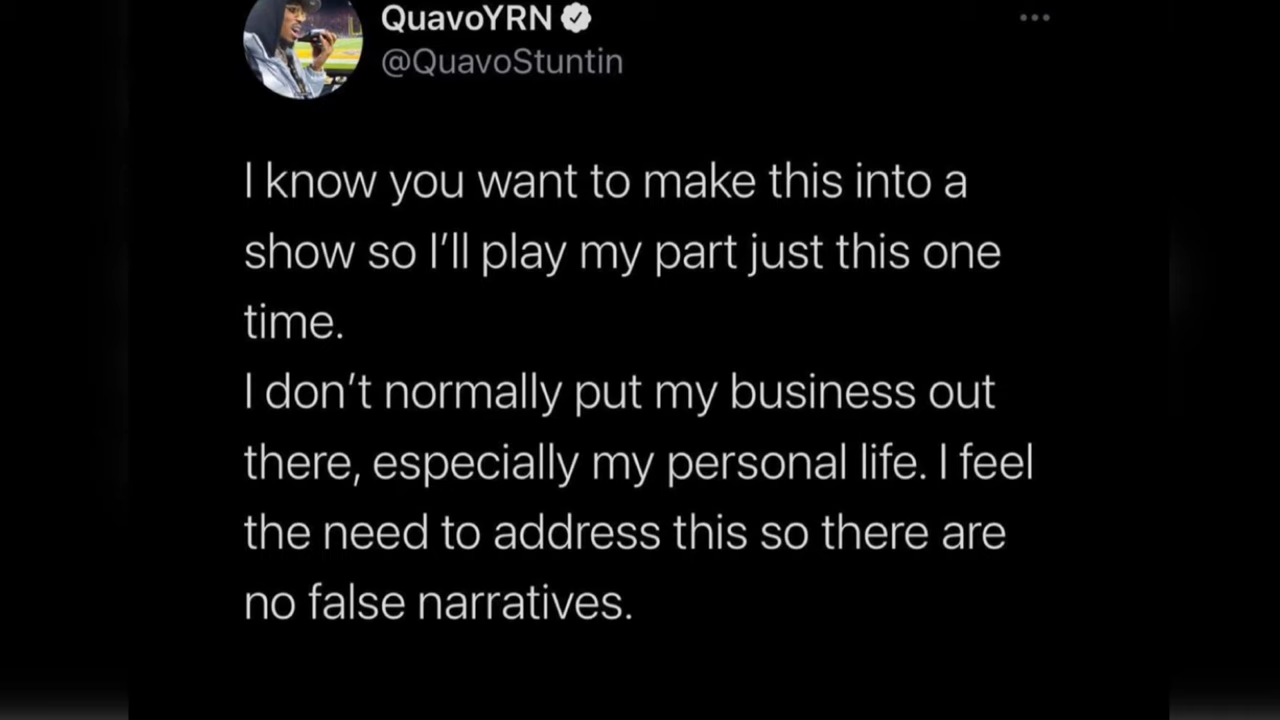 QuavoYRN
@QuavoStuntin
I know you want to make this into a
show so I’ll play my part just this one
time.
I don’t normally put my business out
there, especially my personal life. I feel
the need to address this so there are
no false narratives.